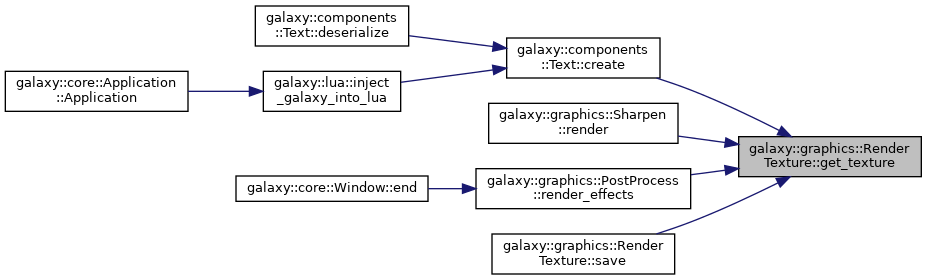 galaxy::components
::Text::deserialize
galaxy::components
::Text::create
galaxy::core::Application
::Application
galaxy::lua::inject
_galaxy_into_lua
galaxy::graphics::Sharpen
::render
galaxy::graphics::Render
Texture::get_texture
galaxy::core::Window::end
galaxy::graphics::PostProcess
::render_effects
galaxy::graphics::Render
Texture::save